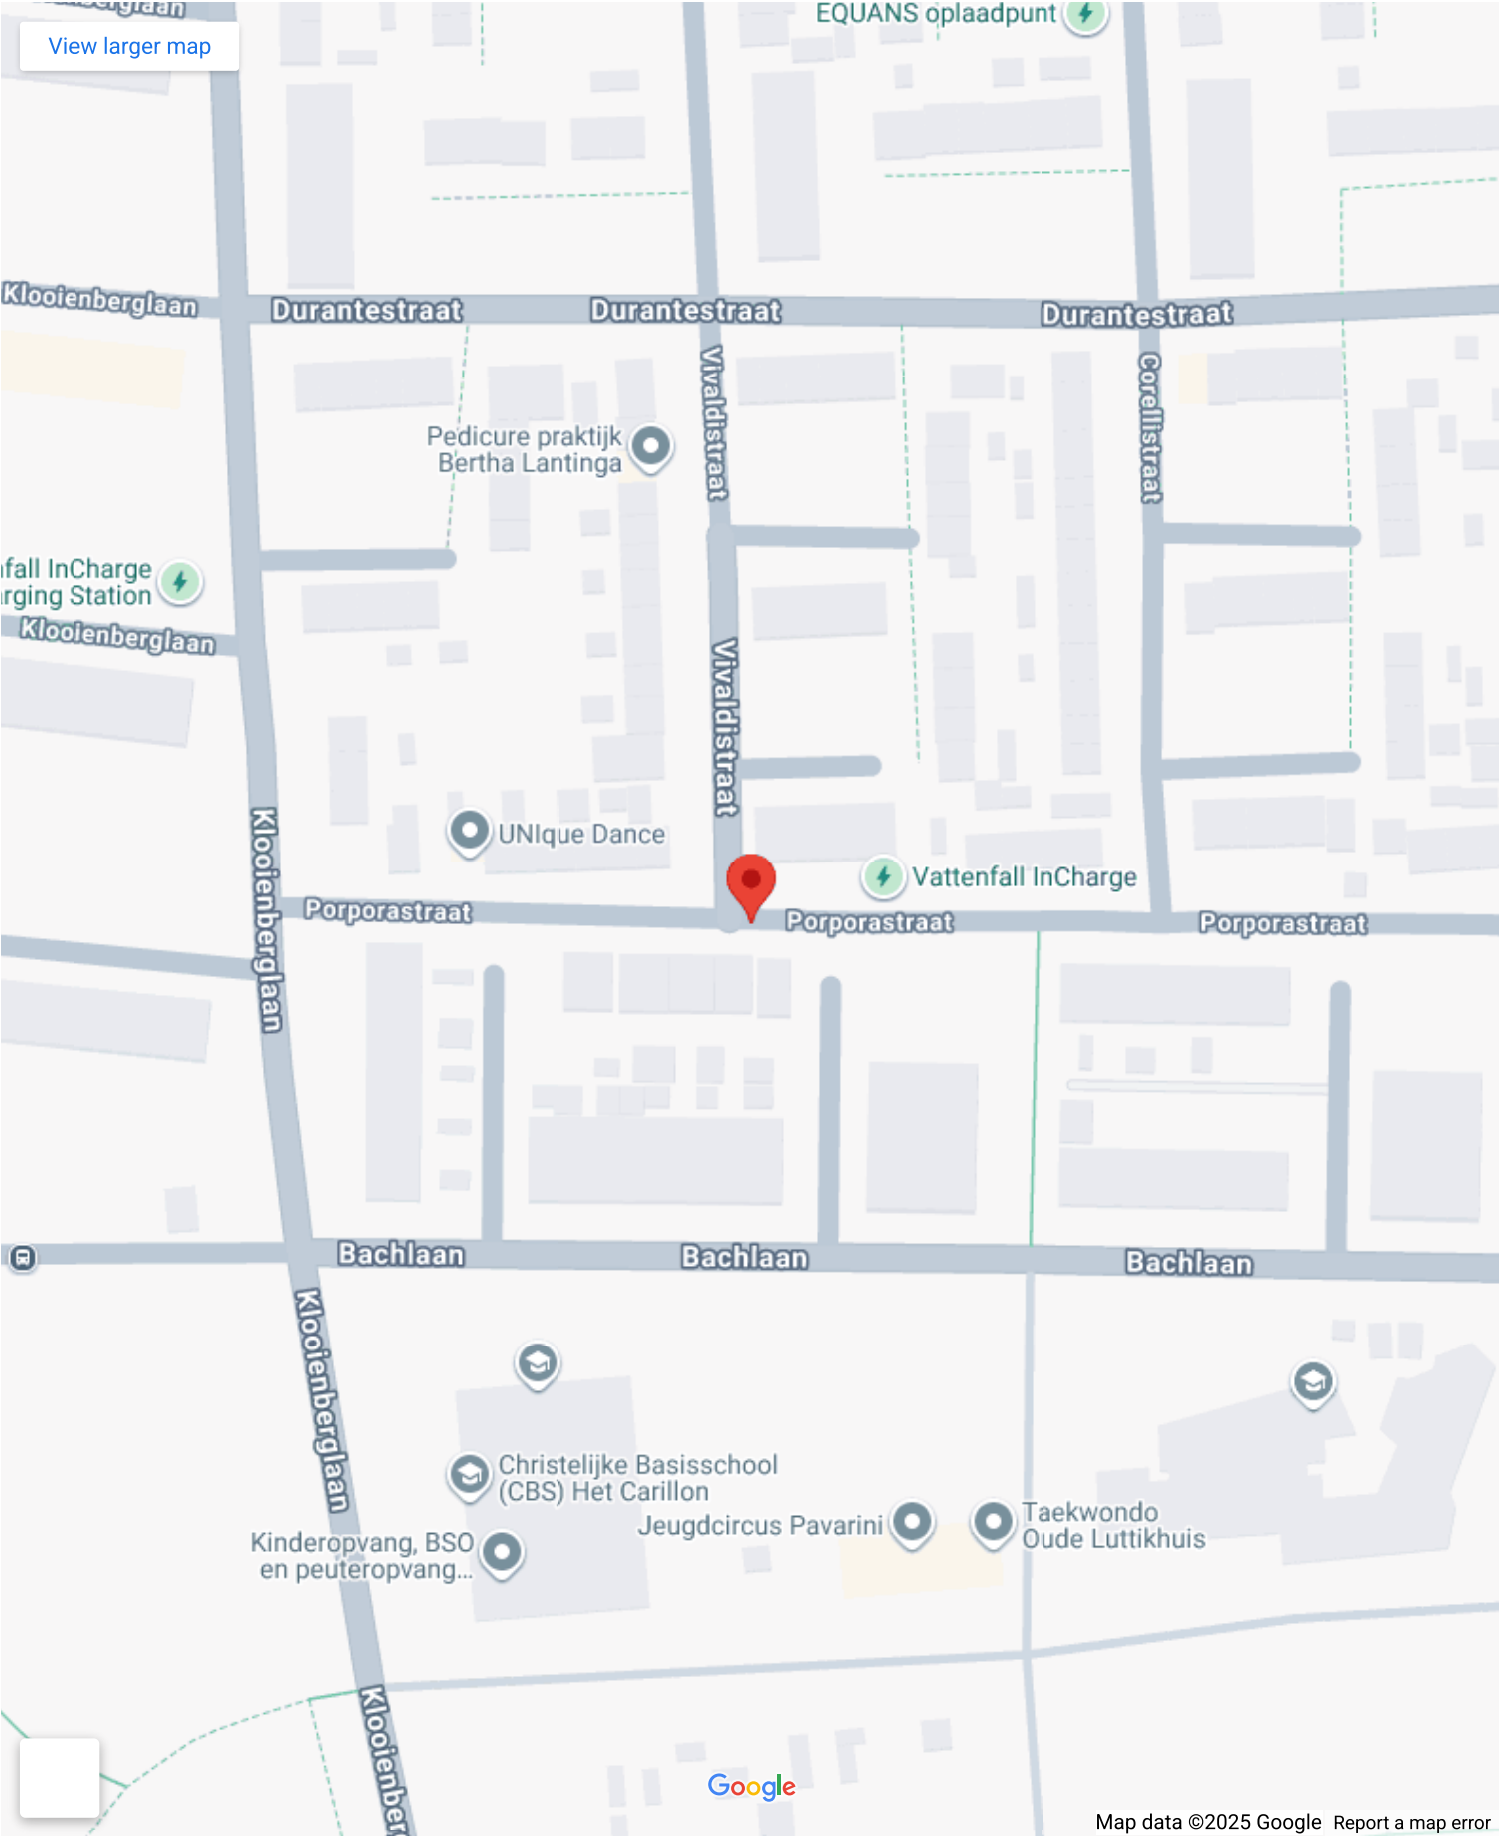 nberglaan
View larger map
EQUANS oplaadpunt
Klooienberglaan
Durantestraat
Durantestraat
Durantestraat
Vivaldistraat
Corellistraat
Pedicure praktijk
Bertha Lantinga
fall InCharge
rging Station
Klooienberglaan
Vivaldistraat
Klooienberglaan
UNIque Dance
Vattenfall InCharge
Porporastraat
Porporastraat
Porporastraat
Bachlaan
Bachlaan
Bachlaan
Klooienberglaan
Christelijke Basisschool
(CBS) Het Carillon
Jeugdcircus Pavarini
Taekwondo
Oude Luttikhuis
Kinderopvang, BSO
en peuteropvang...
Klooienberg
Google
Map data ©2025 Google
Report a map error